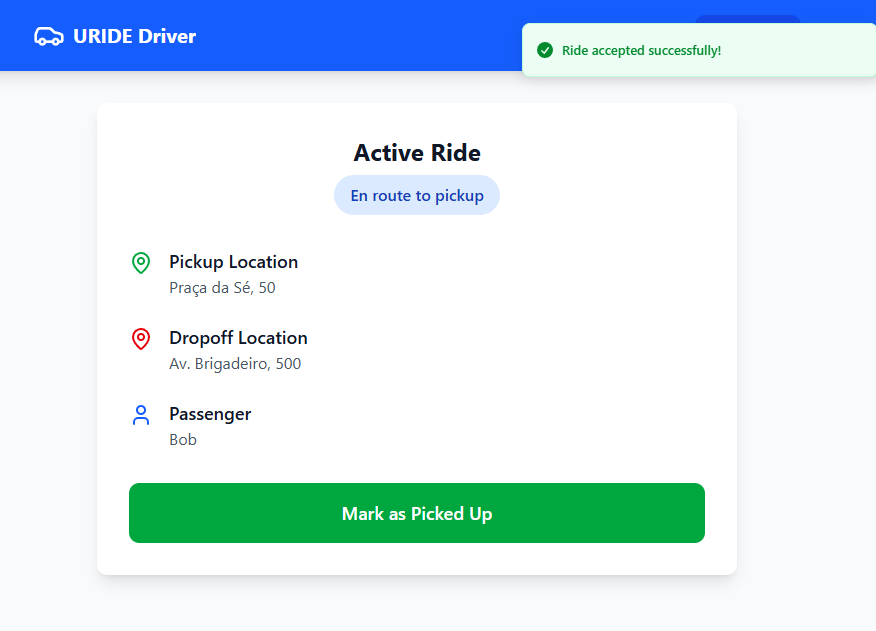 URIDE Driver
Ride accepted successfully!
Active Ride
En route to pickup
Pickup Location
Praça da Sé, 50
Dropoff Location
Av. Brigadeiro, 500
Passenger
Bob
Mark as Picked Up